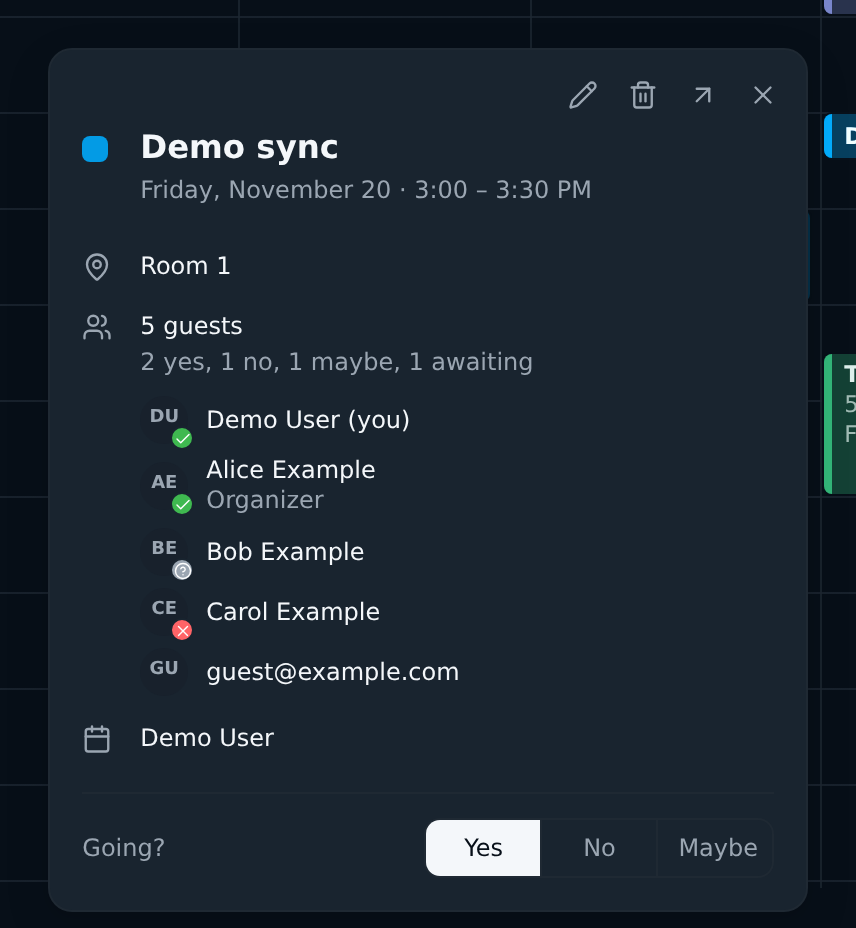 Demo sync
Friday, November 20 · 3:00 – 3:30 PM
Room 1
5 guests
2 yes, 1 no, 1 maybe, 1 awaiting
DU
Demo User (you)
AE
Alice Example
Organizer
BE
Bob Example
CE
Carol Example
GU
guest@example.com
Demo User
Going?
Yes
No
Maybe